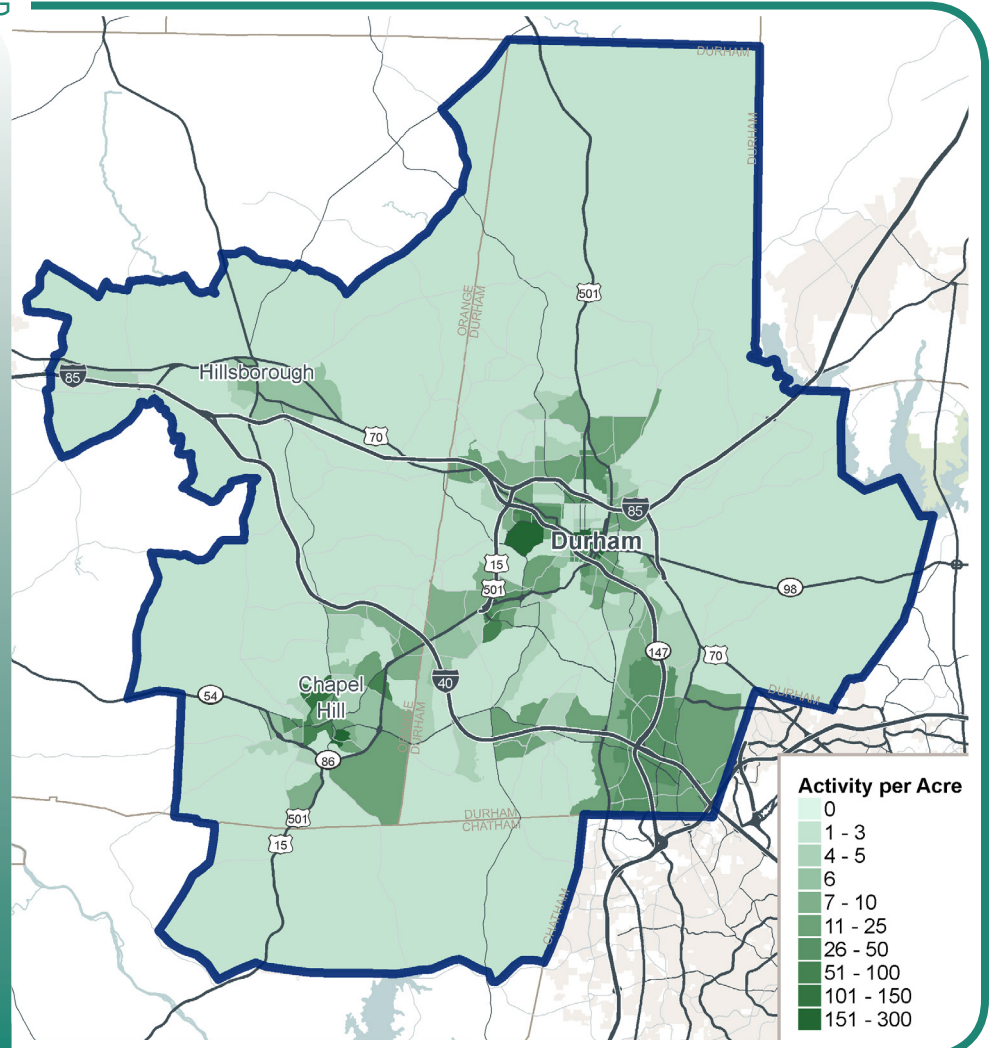 DURHAM
DURHAM
501
ORANGE
DURHAM
Hillsborough
85
70
85
Durham
15
501
98
147
70
40
Chapel
Hill
54
DURHAM
ORANGE
DURHAM
86
501
DURHAM
CHATHAM
15
CHATHAM
Activity per Acre
0
1 - 3
4 - 5
6
7 - 10
11 - 25
26 - 50
51 - 100
101 - 150
151 - 300